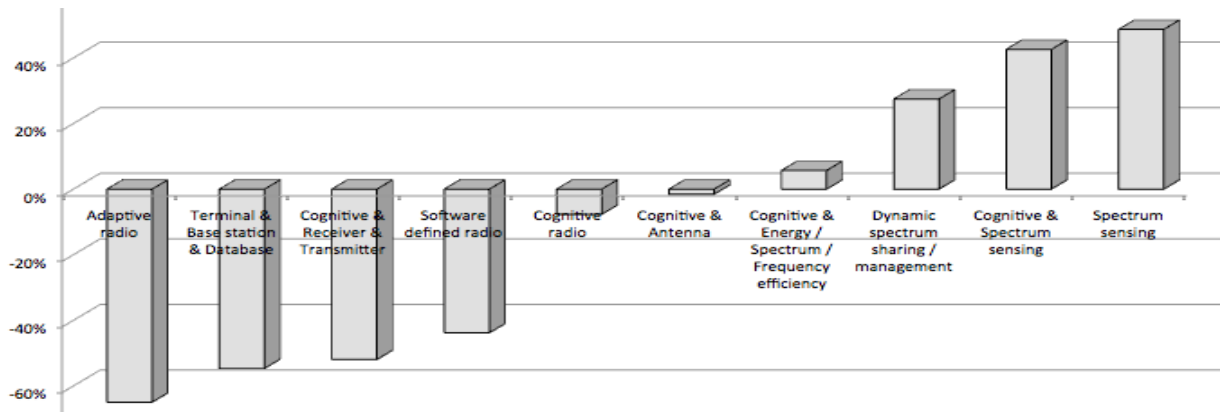 40%
20%
0%
-20%
-40%
-60%
Adaptive
radio
Terminal &
Base station
& Database
Cognitive &
Receiver &
Transmitter
Software
defined radio
Cognitive
radio
Cognitive &
Antenna
Cognitive &
Energy /
Spectrum /
Frequency
efficiency
Dynamic
spectrum
sharing /
management
Cognitive &
Spectrum
sensing
Spectrum
sensing